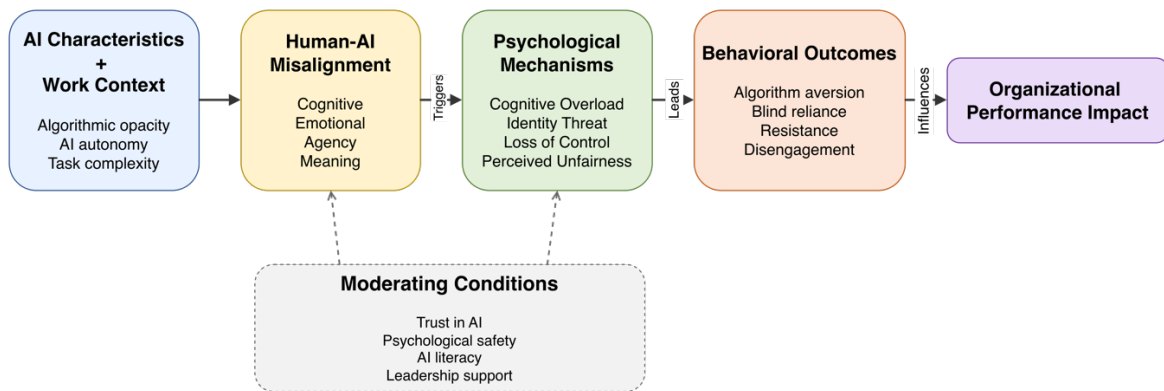 AI Characteristics
+
Work Context
Algorithmic opacity
AI autonomy
Task complexity
Human-AI
Misalignment
Cognitive
Emotional
Agency
Meaning
Triggers
Psychological
Mechanisms
Cognitive Overload
Identity Threat
Loss of Control
Perceived Unfairness
Leads
Behavioral Outcomes
Algorithm aversion
Blind reliance
Resistance
Disengagement
Influences
Organizational
Performance Impact
Moderating Conditions
Trust in AI
Psychological safety
AI literacy
Leadership support